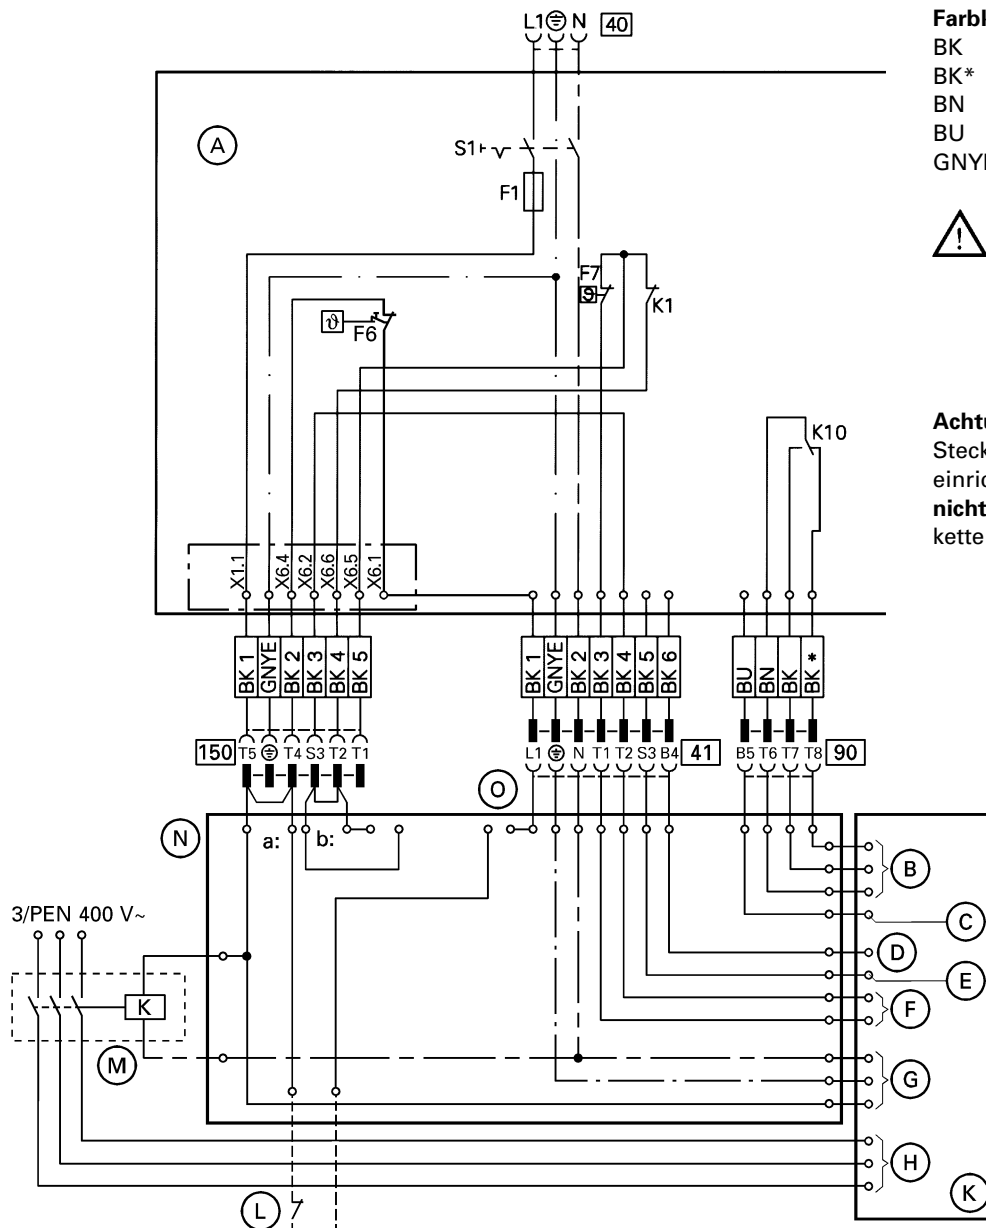 L1 ⏚ N 40
Farbk
BK
BK*
BN
BU
GNYE
A
S1
F1
F7
K1
ϑ
ϑ
F6
K10
Achtu
Steck
einric
nicht
kette
X1.1 X6.4 X6.2 X6.6 X6.5 X6.1
BK 1 GNYE BK 2 BK 3 BK 4 BK 5
BK 1 GNYE BK 2 BK 3 BK 4 BK 5 BK 6
BU BN BK BK *
150 T5 ⏚ T4 S3 T2 T1
L1 ⏚ N T1 T2 S3 B4 41
B5 T6 T7 T8 90
O
N
a: b:
B
3/PEN 400 V~
C
D
E
K
F
M
G
H
K
L